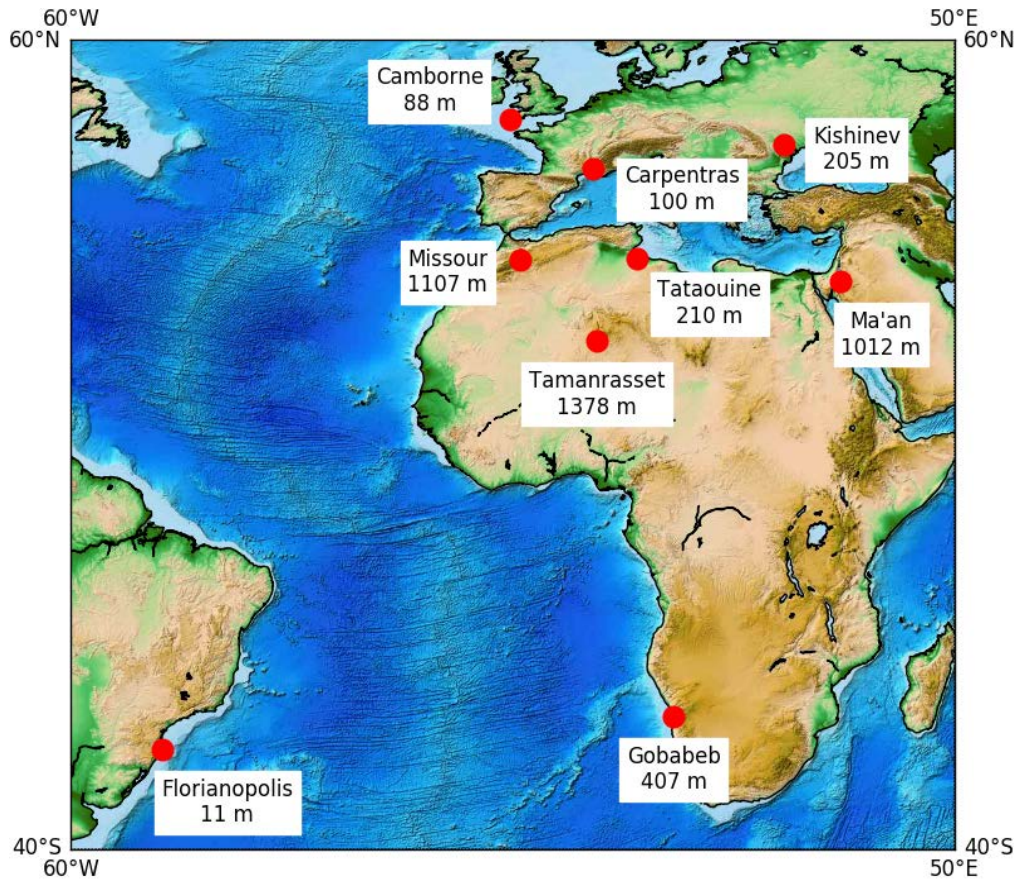 60°W
50°E
60°N
60°N
Camborne
88 m
Kishinev
205 m
Carpentras
100 m
Missour
1107 m
Tataouine
210 m
Ma'an
1012 m
Tamanrasset
1378 m
Gobabeb
407 m
Florianopolis
11 m
40°S
40°S
60°W
50°E